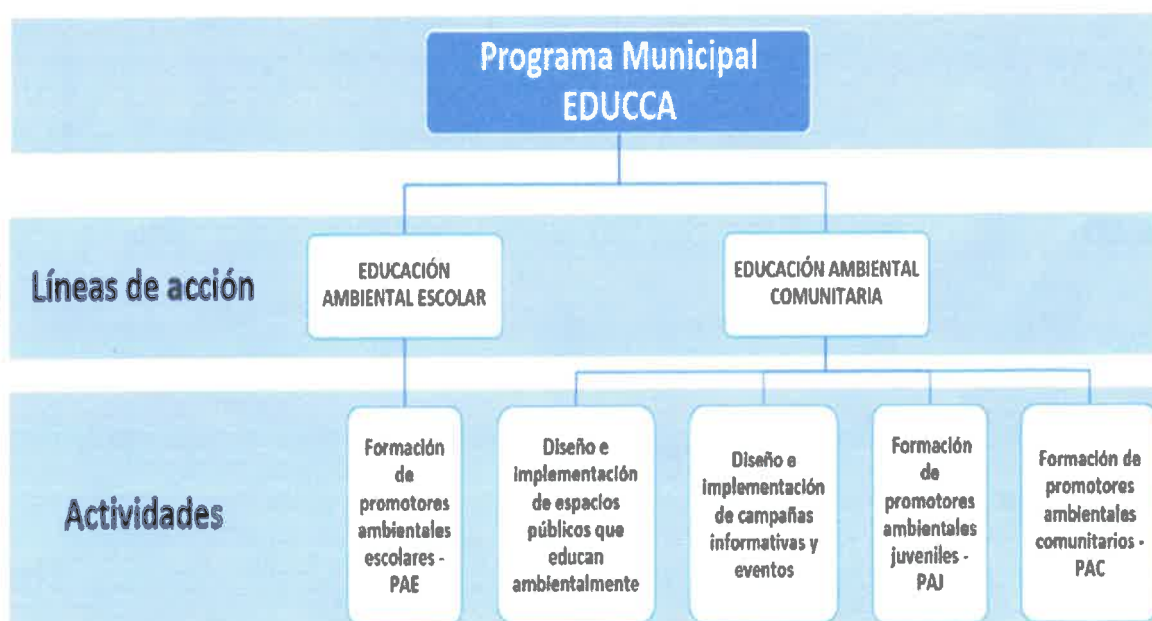 Programa Municipal
EDUCCA
Líneas de acción
EDUCACIÓN
AMBIENTAL ESCOLAR
EDUCACIÓN AMBIENTAL
COMUNITARIA
Actividades
Formación
de
promotores
ambientales
escolares -
PAE
Diseño e
implementación
de espacios
públicos que
educan
ambientalmente
Diseño e
implementación
de campañas
informativas y
eventos
Formación
de
promotores
ambientales
juveniles -
PAJ
Formación de
promotores
ambientales
comunitarios -
PAC